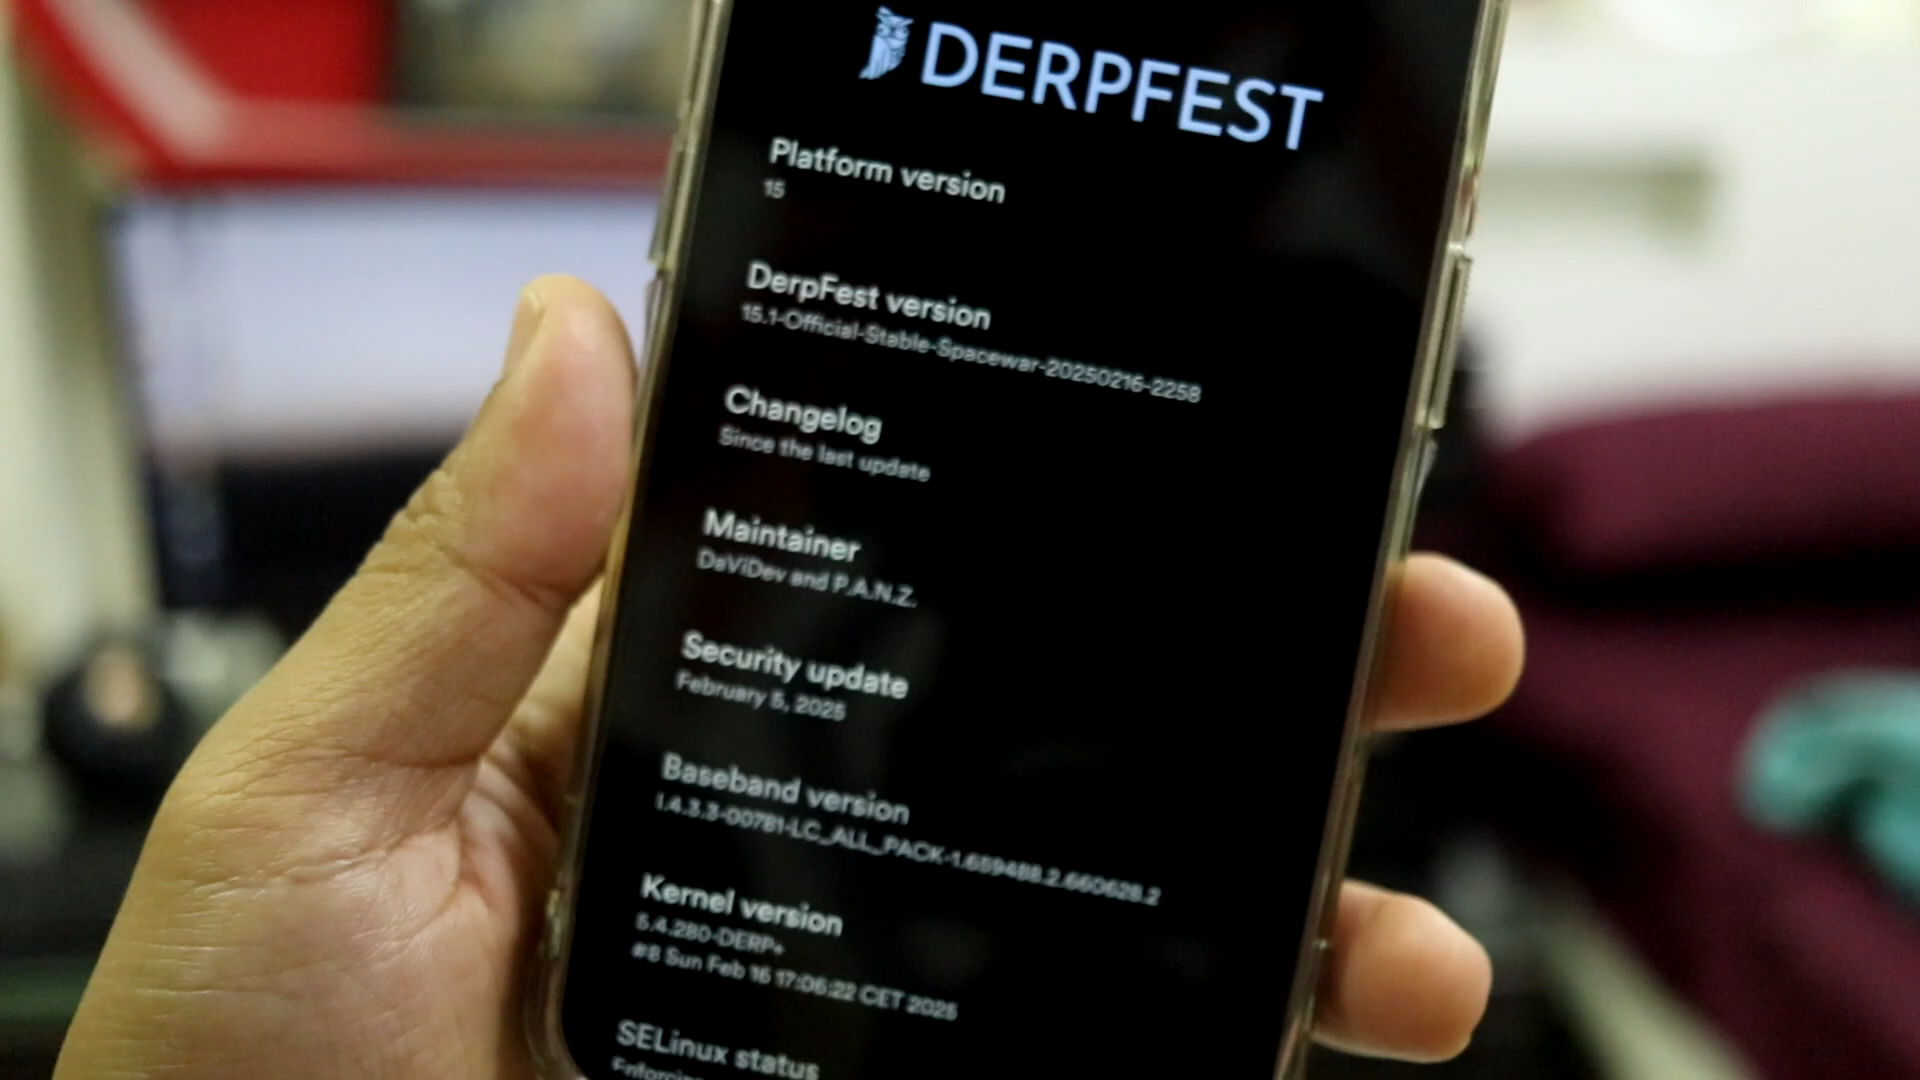 DERPFEST
Platform version
15
DerpFest version
15.1-Official-Stable-Spacewar-20250216-2258
Changelog
Since the last update
Maintainer
DaViDev and P.A.N.Z.
Security update
February 5, 2025
Baseband version
1.4.3.3-00781-LC_ALL_PACK-1.659488.2.660628.2
Kernel version
5.4.280-DERP+
#8 Sun Feb 16 17:06:22 CET 2025
SELinux status